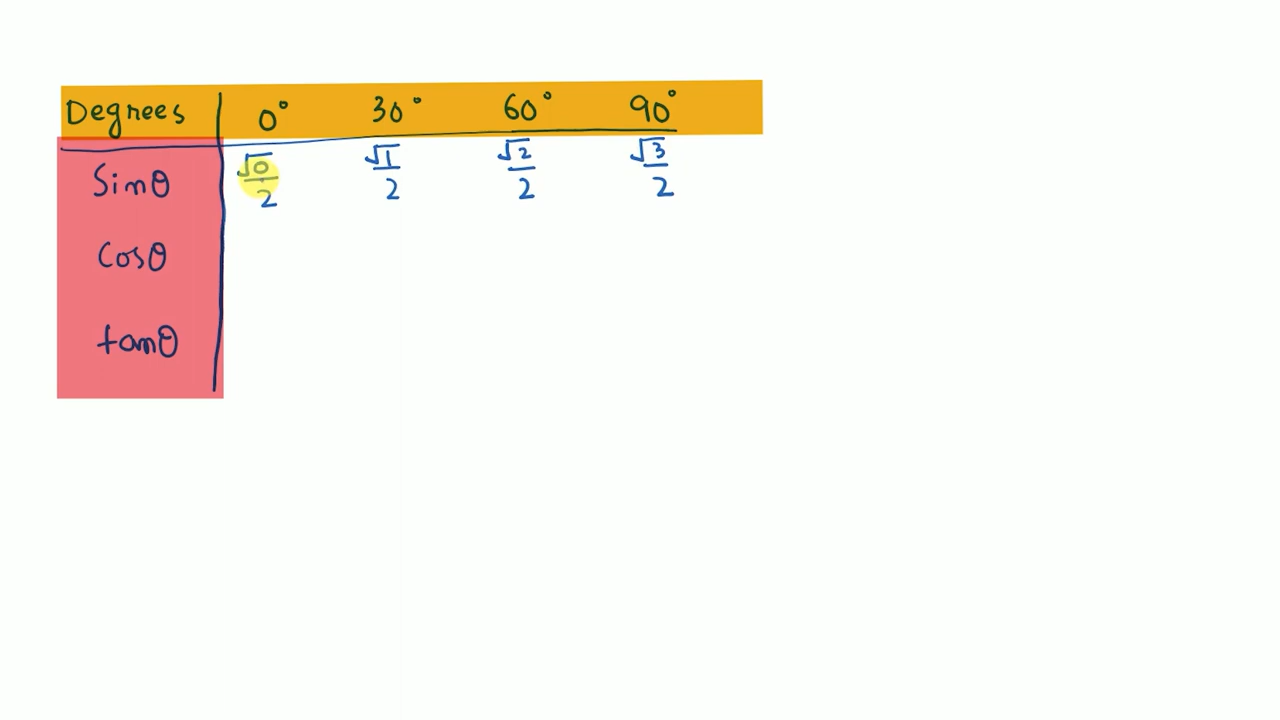 Degrees 0° 30° 60° 90°
Sinθ √0/2 √1/2 √2/2 √3/2
Cosθ
tanθ